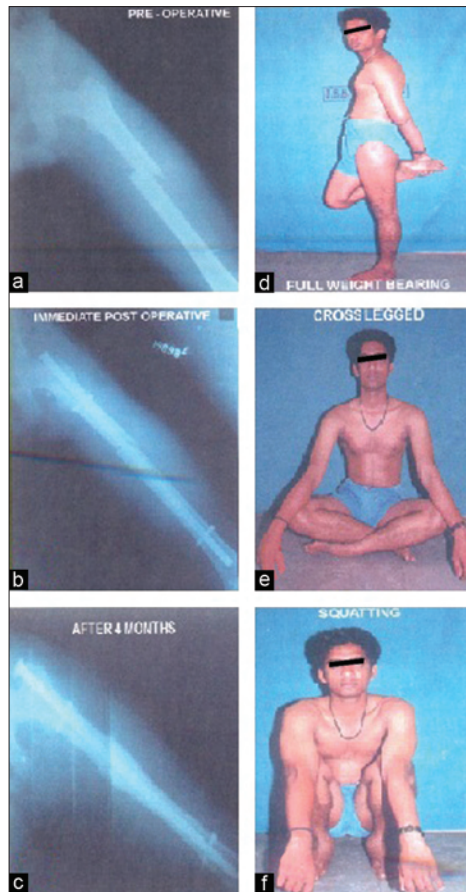 PRE - OPERATIVE
a
FULL WEIGHT BEARING
d
IMMEDIATE POST OPERATIVE
b
CROSS LEGGED
e
AFTER 4 MONTHS
c
SQUATTING
f